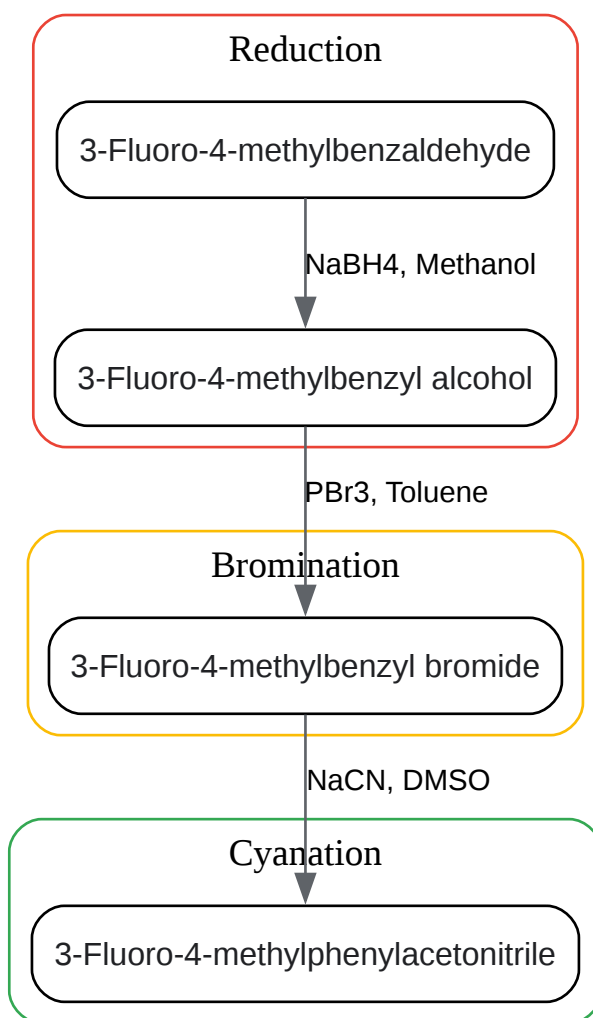 Reduction
3-Fluoro-4-methylbenzaldehyde
NaBH4, Methanol
3-Fluoro-4-methylbenzyl alcohol
PBr3, Toluene
Bromination
3-Fluoro-4-methylbenzyl bromide
NaCN, DMSO
Cyanation
3-Fluoro-4-methylphenylacetonitrile